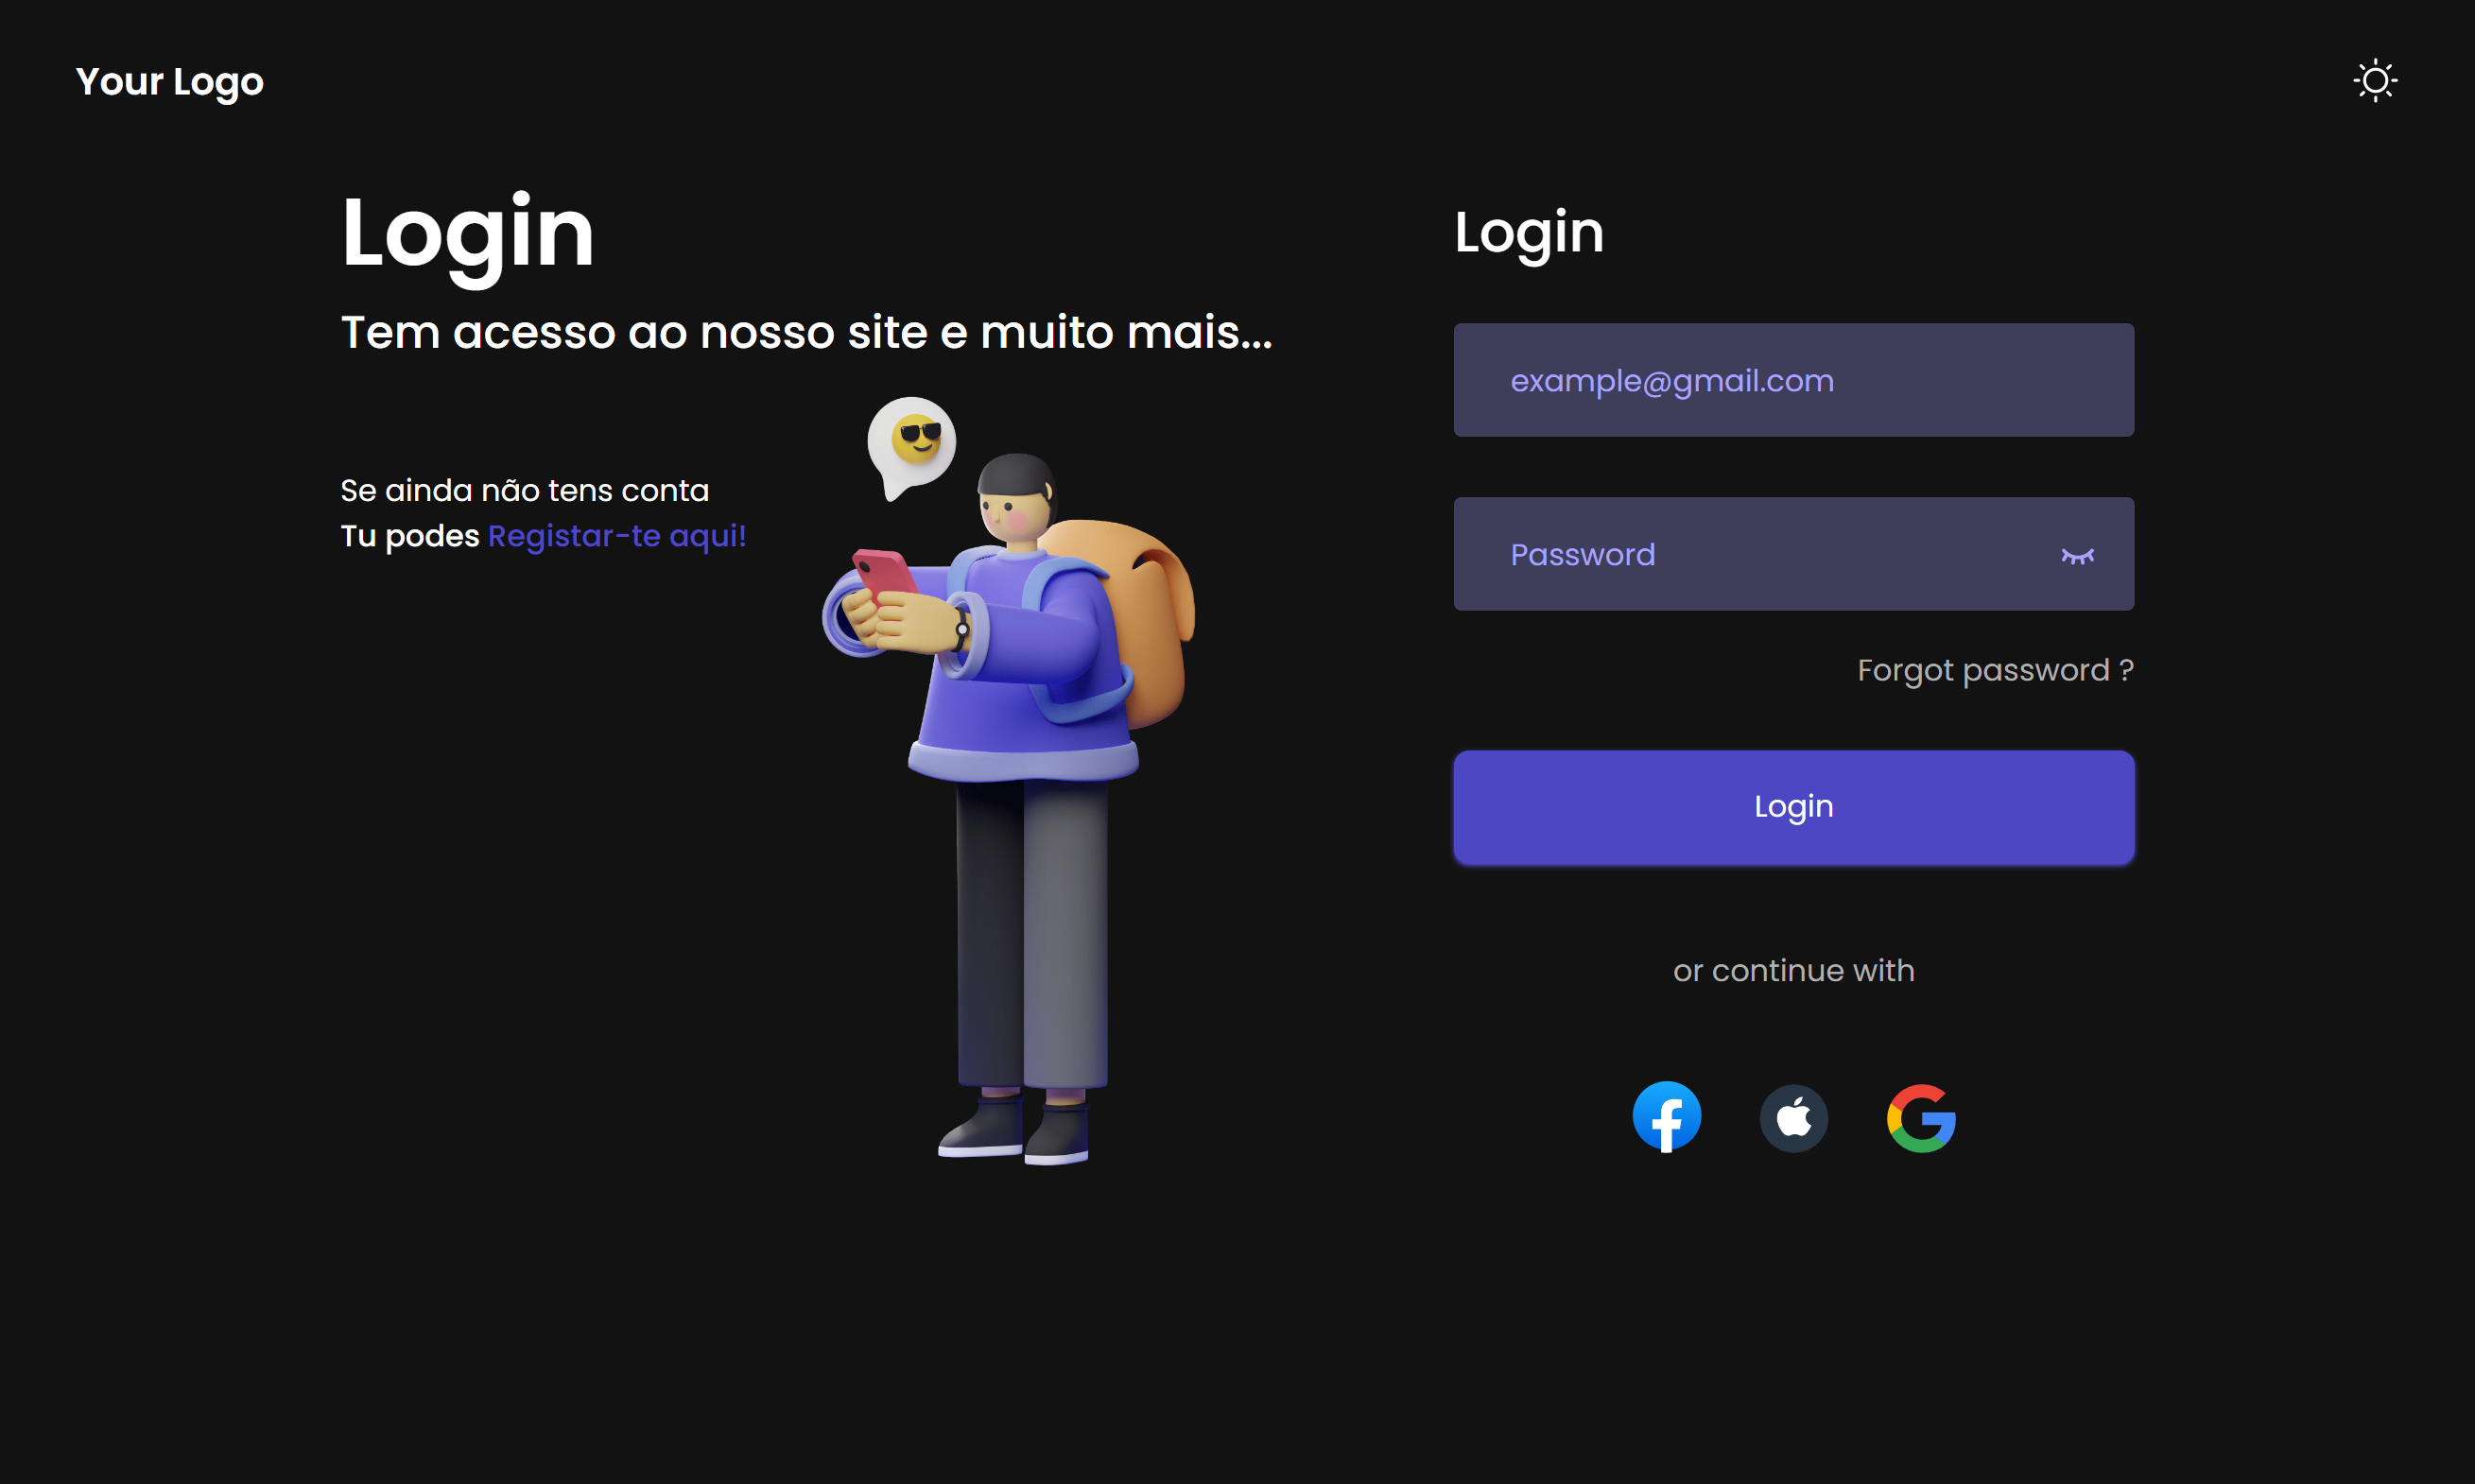 Your Logo
Login
Tem acesso ao nosso site e muito mais...
Se ainda não tens conta
Tu podes Registar-te aqui!
Login
example@gmail.com
Password
Forgot password ?
Login
or continue with